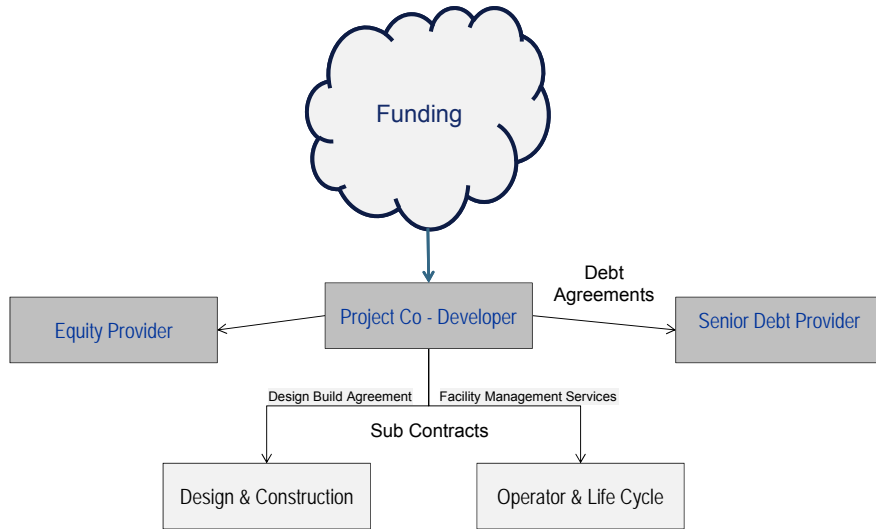 Funding
Debt
Agreements
Equity Provider
Project Co - Developer
Senior Debt Provider
Design Build Agreement
Facility Management Services
Sub Contracts
Design & Construction
Operator & Life Cycle